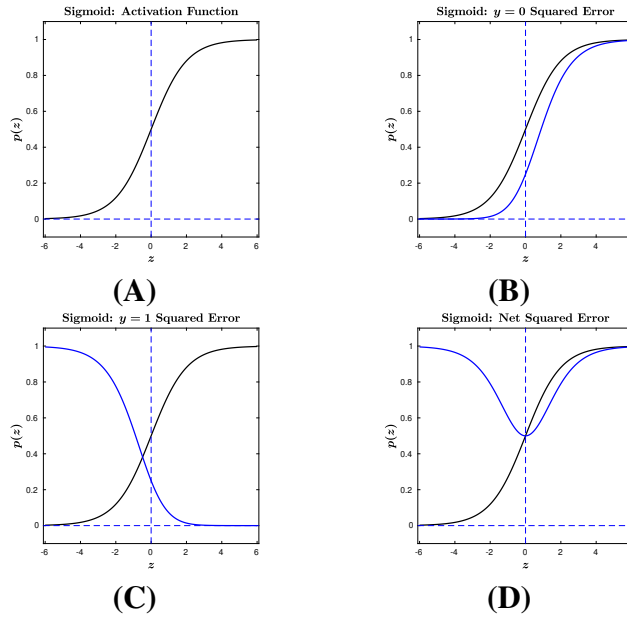 Sigmoid: Activation Function
1
0.8
0.6
0.4
0.2
0
p(z)
-6 -4 -2 0 2 4 6
z
(A)
Sigmoid: y = 0 Squared Error
1
0.8
0.6
0.4
0.2
0
p(z)
-6 -4 -2 0 2 4
z
(B)
Sigmoid: y = 1 Squared Error
1
0.8
0.6
0.4
0.2
0
p(z)
-6 -4 -2 0 2 4 6
z
(C)
Sigmoid: Net Squared Error
1
0.8
0.6
0.4
0.2
0
p(z)
-6 -4 -2 0 2 4
z
(D)